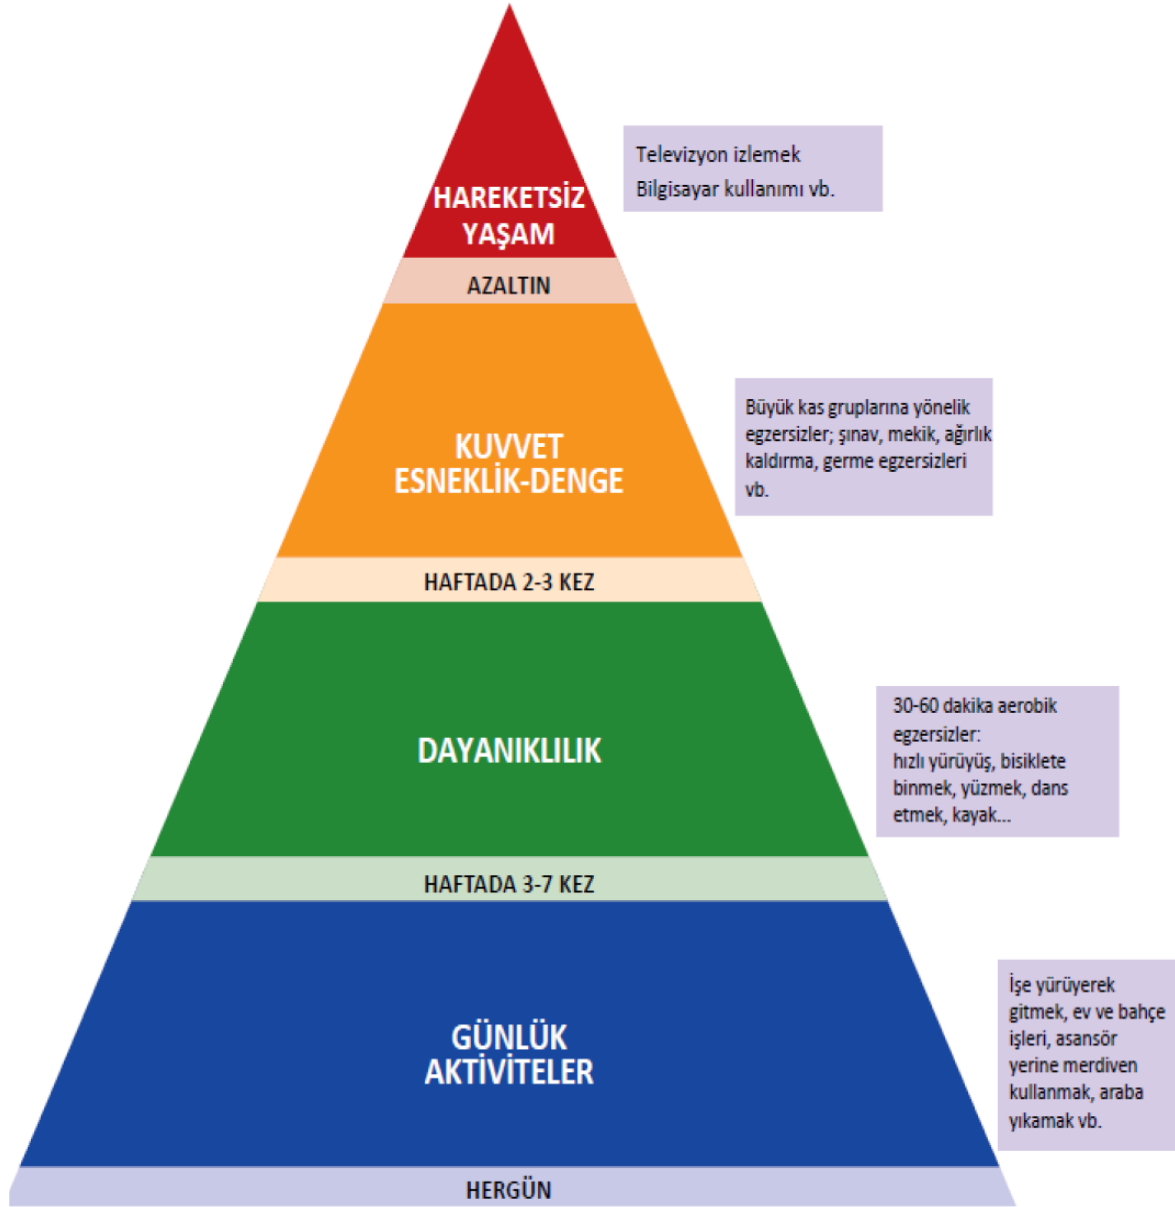 HAREKETSİZ
YAŞAM
Televizyon izlemek
Bilgisayar kullanımı vb.
AZALTIN
KUVVET
ESNEKLİK-DENGE
Büyük kas gruplarına yönelik
egzersizler; şınav, mekik, ağırlık
kaldırma, germe egzersizleri
vb.
HAFTADA 2-3 KEZ
DAYANIKLILIK
30-60 dakika aerobik
egzersizler:
hızlı yürüyüş, bisiklete
binmek, yüzmek, dans
etmek, kayak...
HAFTADA 3-7 KEZ
GÜNLÜK
AKTİVİTELER
İşe yürüyerek
gitmek, ev ve bahçe
işleri, asansör
yerine merdiven
kullanmak, araba
yıkamak vb.
HERGÜN